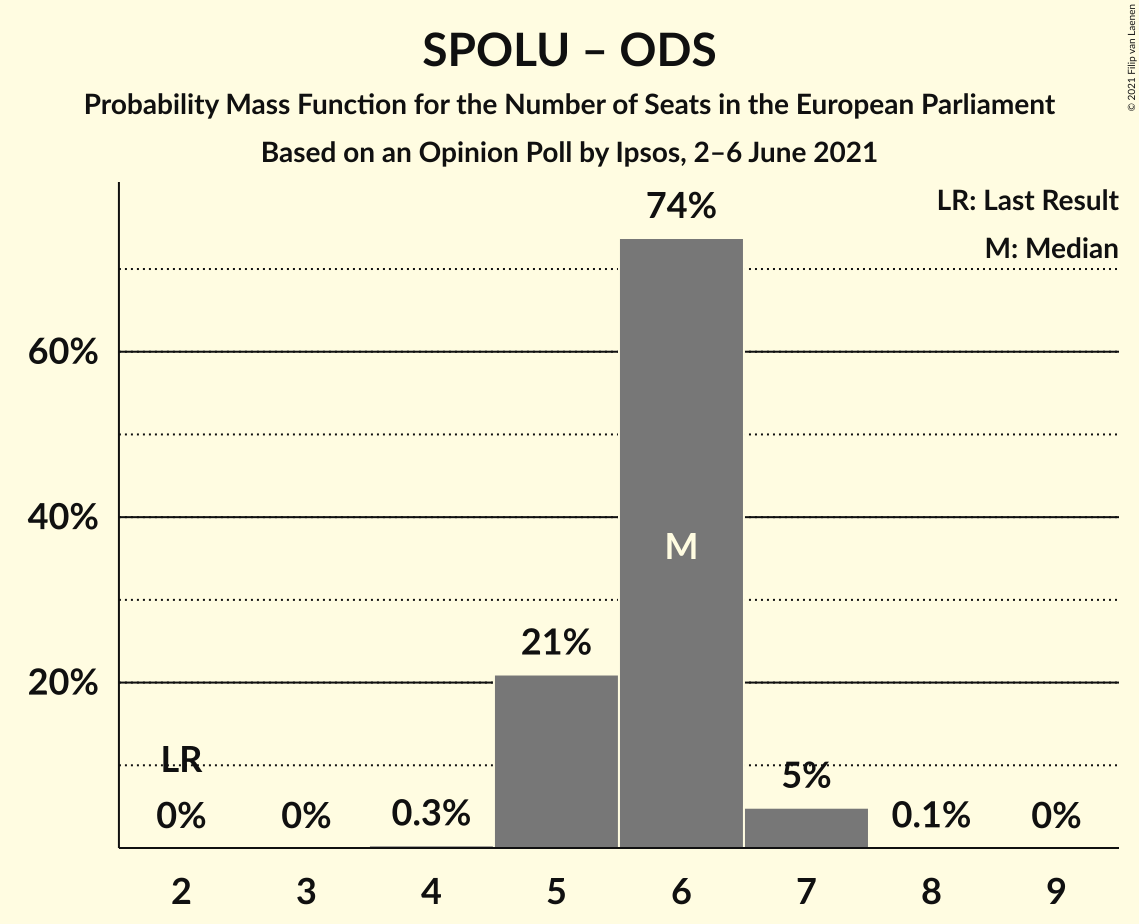 SPOLU – ODS
Probability Mass Function for the Number of Seats in the European Parliament
Based on an Opinion Poll by Ipsos, 2–6 June 2021
© 2021 Filip van Laenen
LR: Last Result
M: Median
74%
60%
40%
M
21%
20%
LR
5%
0%
0%
0.3%
0.1%
0%
2 3 4 5 6 7 8 9